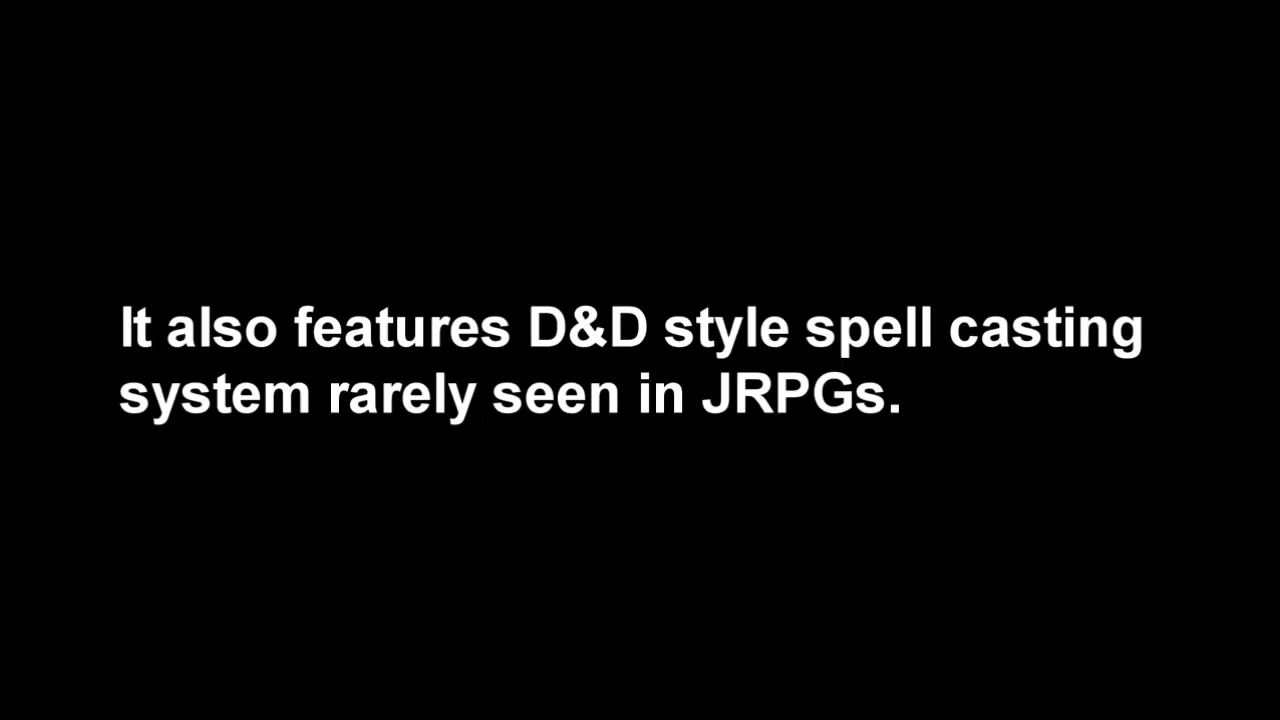 It also features D&D style spell casting
system rarely seen in JRPGs.